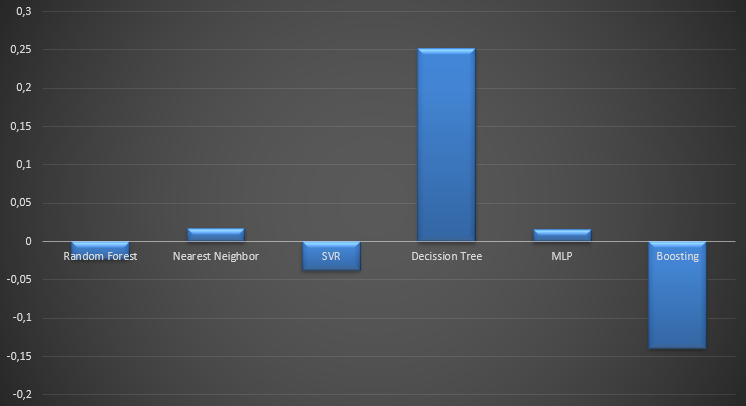 0,3
0,25
0,2
0,15
0,1
0,05
0
-0,05
-0,1
-0,15
-0,2
Random Forest
Nearest Neighbor
SVR
Decission Tree
MLP
Boosting